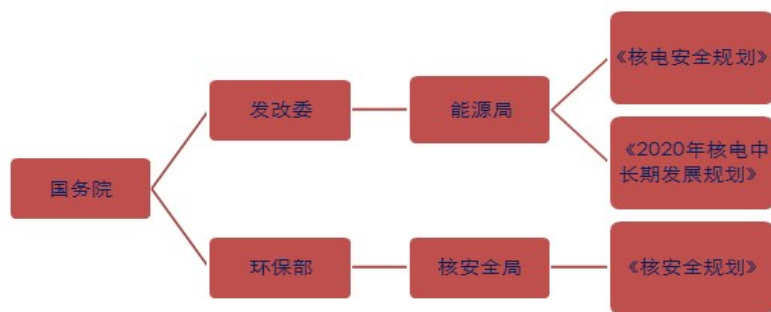 国务院
发改委
能源局
《核电安全规划》
《2020年核电中
长期发展规划》
环保部
核安全局
《核安全规划》